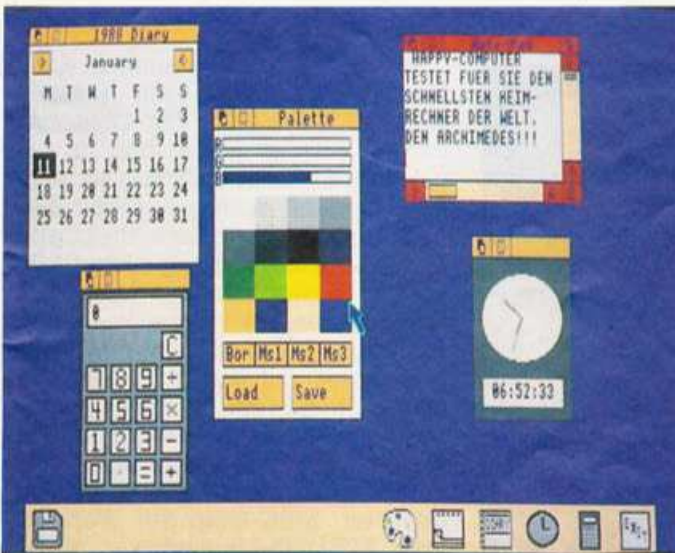 1988 Diary
January
M T W T F S S
1 2 3
4 5 6 7 8 9 10
11 12 13 14 15 16 17
18 19 20 21 22 23 24
25 26 27 28 29 30 31
Palette
R
G
B
Bor Ms1 Ms2 Ms3
Load Save
HAPPY-COMPUTER
TESTET FUER SIE DEN
SCHNELLSTEN HEIM-
RECHNER DER WELT,
DEN ARCHIMEDES!!!
0
C
7 8 9 ÷
4 5 6 ×
1 2 3 -
0 . = +
06:52:33